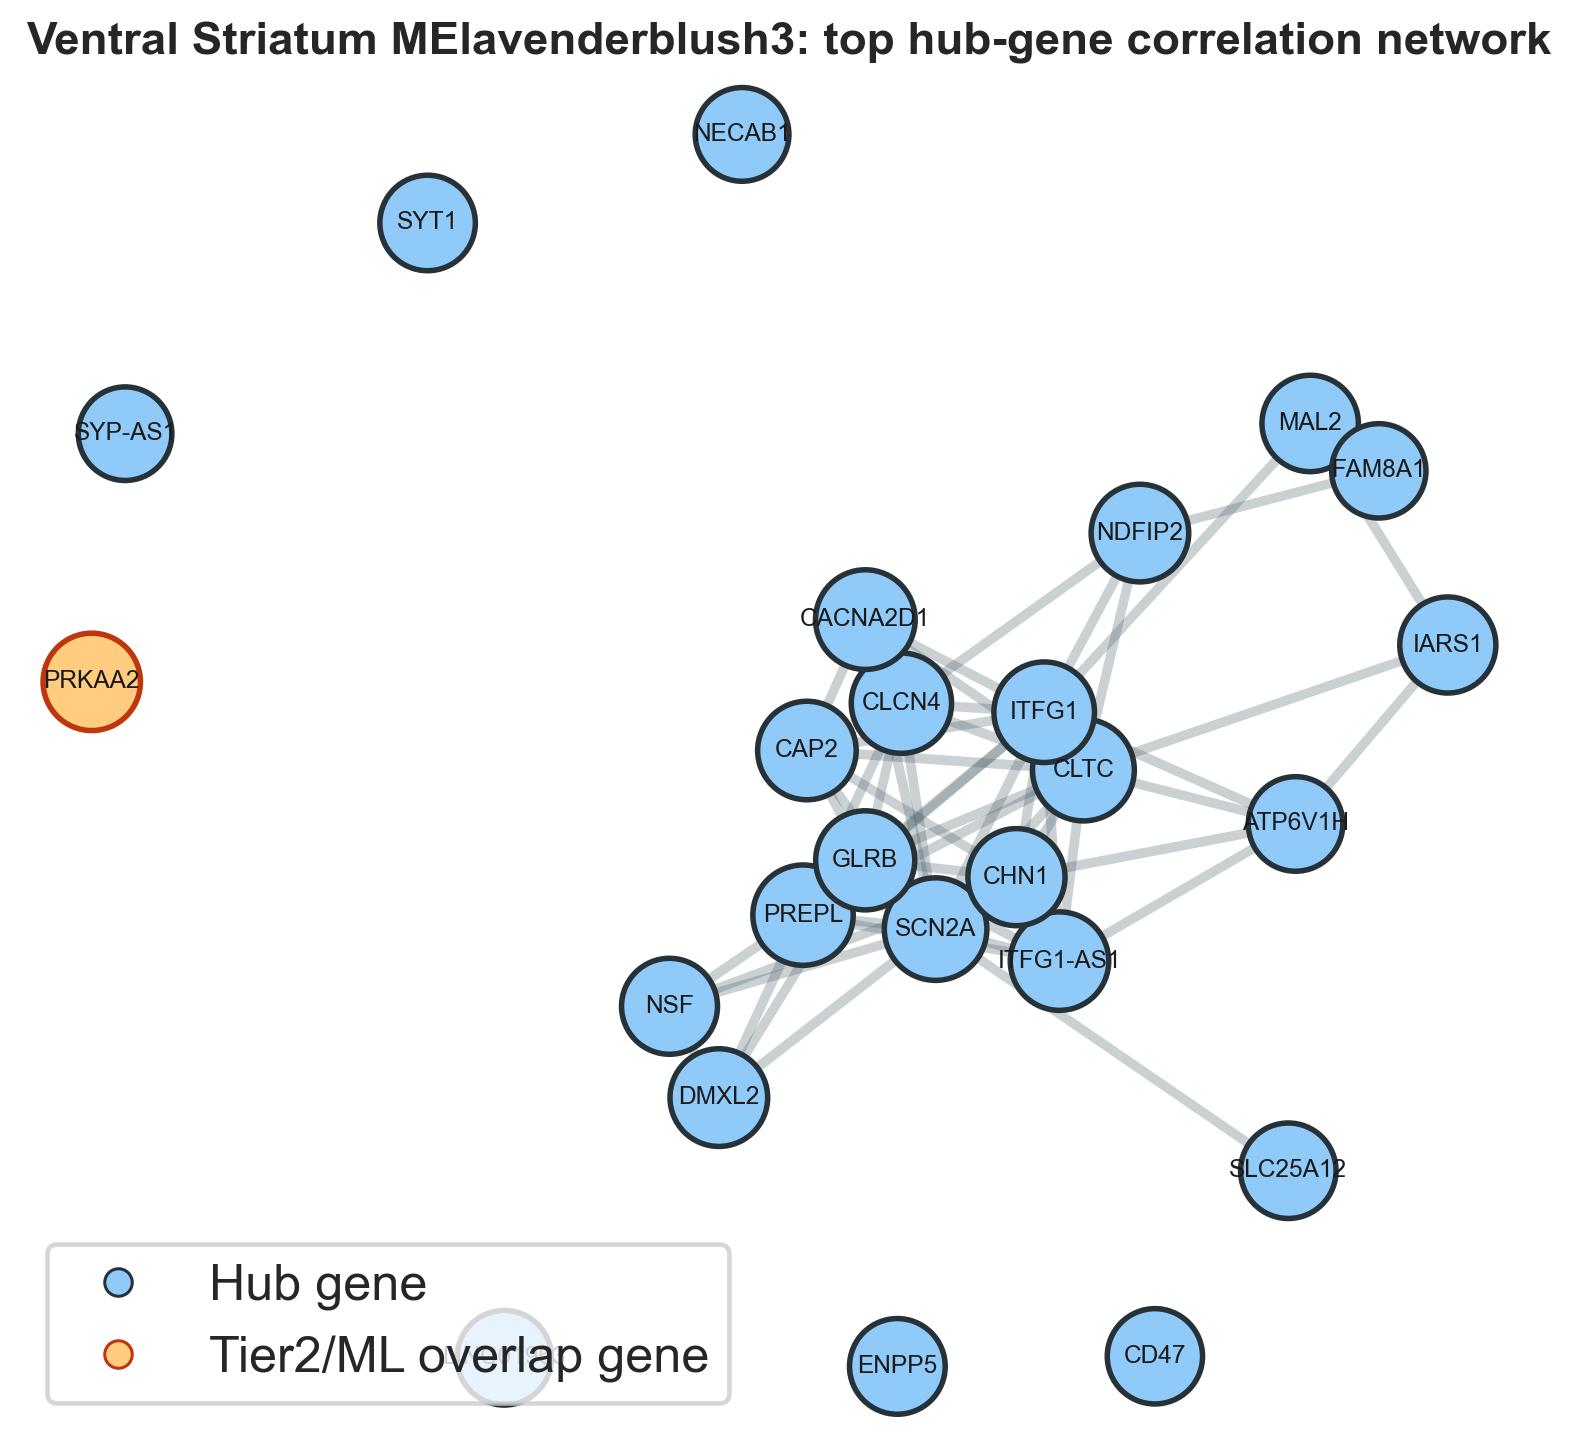 Ventral Striatum MElavenderblush3: top hub-gene correlation network
NECAB1
SYT1
SYP-AS1
MAL2
FAM8A1
NDFIP2
CACNA2D1
IARS1
PRKAA2
CLCN4
ITFG1
CAP2
CLTC
ATP6V1H
GLRB
CHN1
PREPL
SCN2A
ITFG1-AS1
NSF
DMXL2
SLC25A12
Hub gene
Tier2/ML overlap gene
ENPP5
CD47